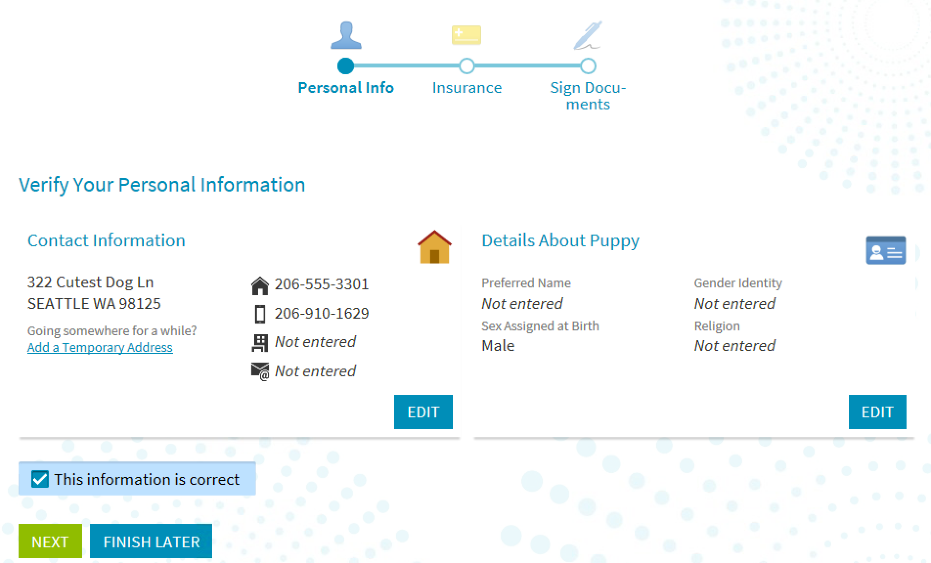 Personal Info
Insurance
Sign Docu-
ments
Verify Your Personal Information
Contact Information
322 Cutest Dog Ln
SEATTLE WA 98125
Going somewhere for a while?
Add a Temporary Address
206-555-3301
206-910-1629
Not entered
Not entered
EDIT
Details About Puppy
Preferred Name
Not entered
Gender Identity
Not entered
Sex Assigned at Birth
Male
Religion
Not entered
EDIT
This information is correct
NEXT
FINISH LATER